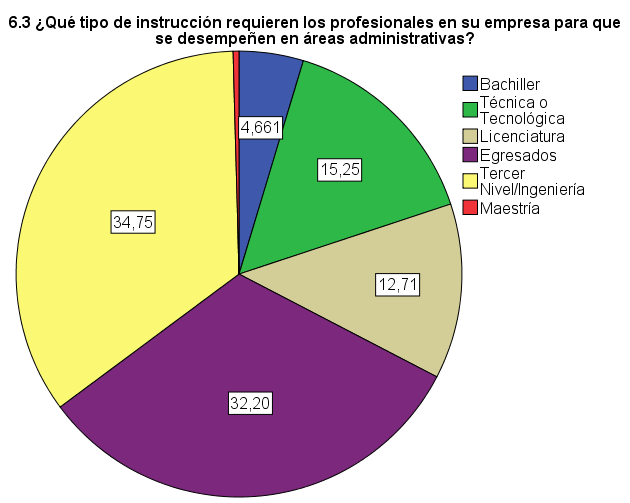 6.3 ¿Qué tipo de instrucción requieren los profesionales en su empresa para que
se desempeñen en áreas administrativas?
Bachiller
Técnica o
Tecnológica
Licenciatura
Egresados
Tercer
Nivel/Ingeniería
Maestría
4,661
15,25
12,71
32,20
34,75